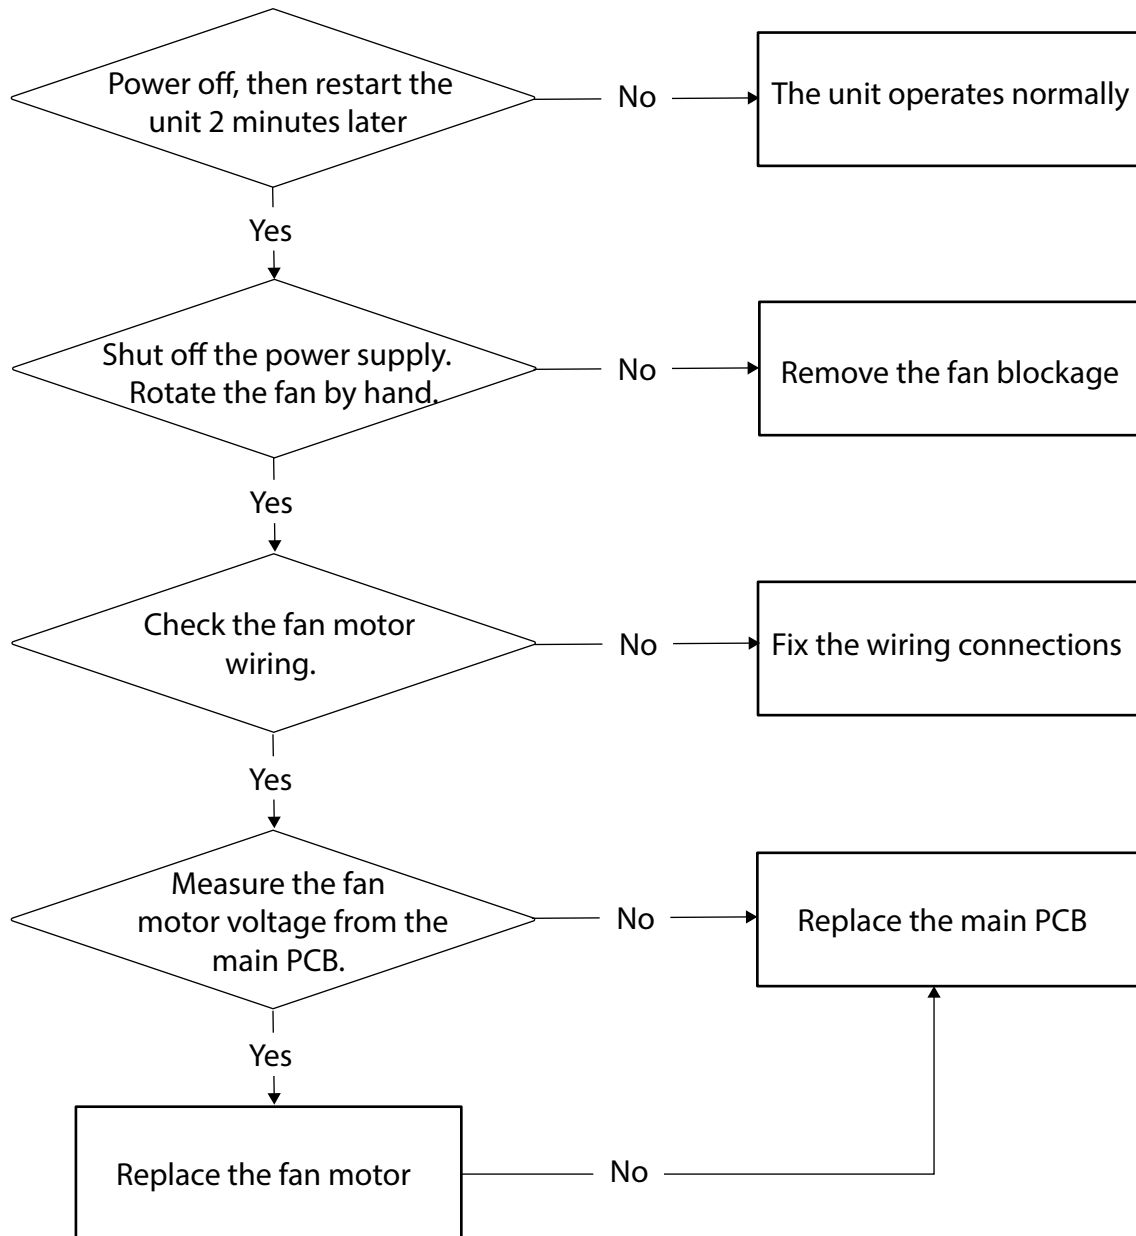 Power off, then restart the
unit 2 minutes later
No
The unit operates normally
Yes
Shut off the power supply.
Rotate the fan by hand.
No
Remove the fan blockage
Yes
Check the fan motor
wiring.
No
Fix the wiring connections
Yes
Measure the fan
motor voltage from the
main PCB.
No
Replace the main PCB
Yes
Replace the fan motor
No